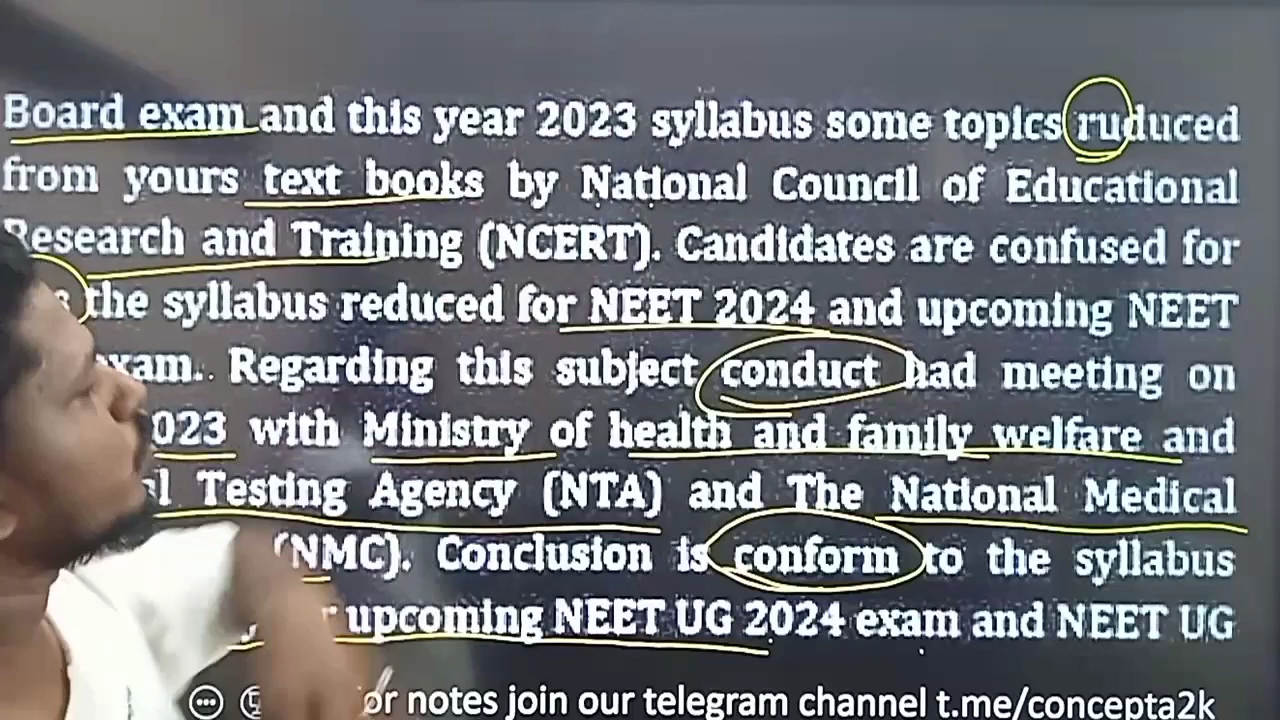 Board exam and this year 2023 syllabus some topics ruduced
from yours text books by National Council of Educational
Research and Training (NCERT). Candidates are confused for
the syllabus reduced for NEET 2024 and upcoming NEET
exam.. Regarding this subject conduct had meeting on
2023 with Ministry of health and family welfare and
Testing Agency (NTA) and The National Medical
(NMC). Conclusion is conform to the syllabus
upcoming NEET UG 2024 exam and NEET UG
or notes join our telegram channel t.me/concepta2k